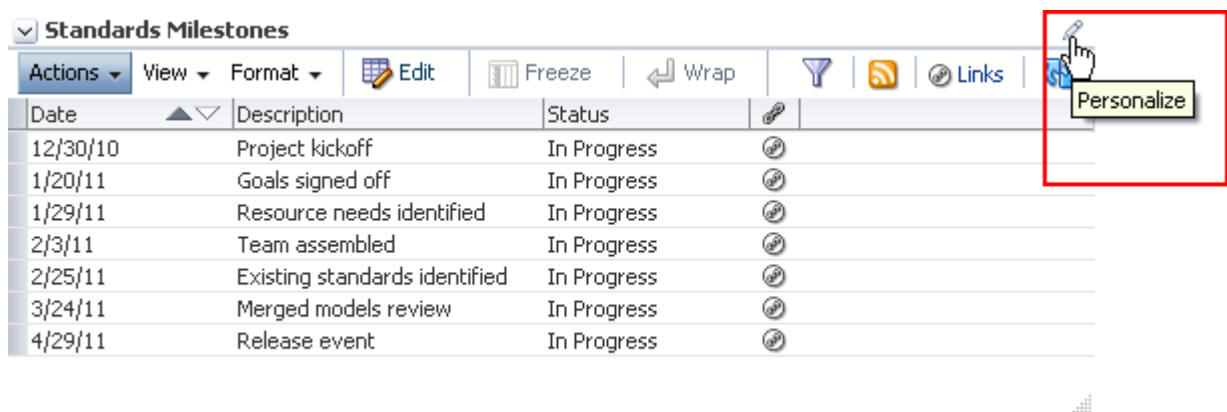 Standards Milestones
Actions View Format Edit Freeze Wrap Links
Personalize
Date Description Status
12/30/10 Project kickoff In Progress
1/20/11 Goals signed off In Progress
1/29/11 Resource needs identified In Progress
2/3/11 Team assembled In Progress
2/25/11 Existing standards identified In Progress
3/24/11 Merged models review In Progress
4/29/11 Release event In Progress